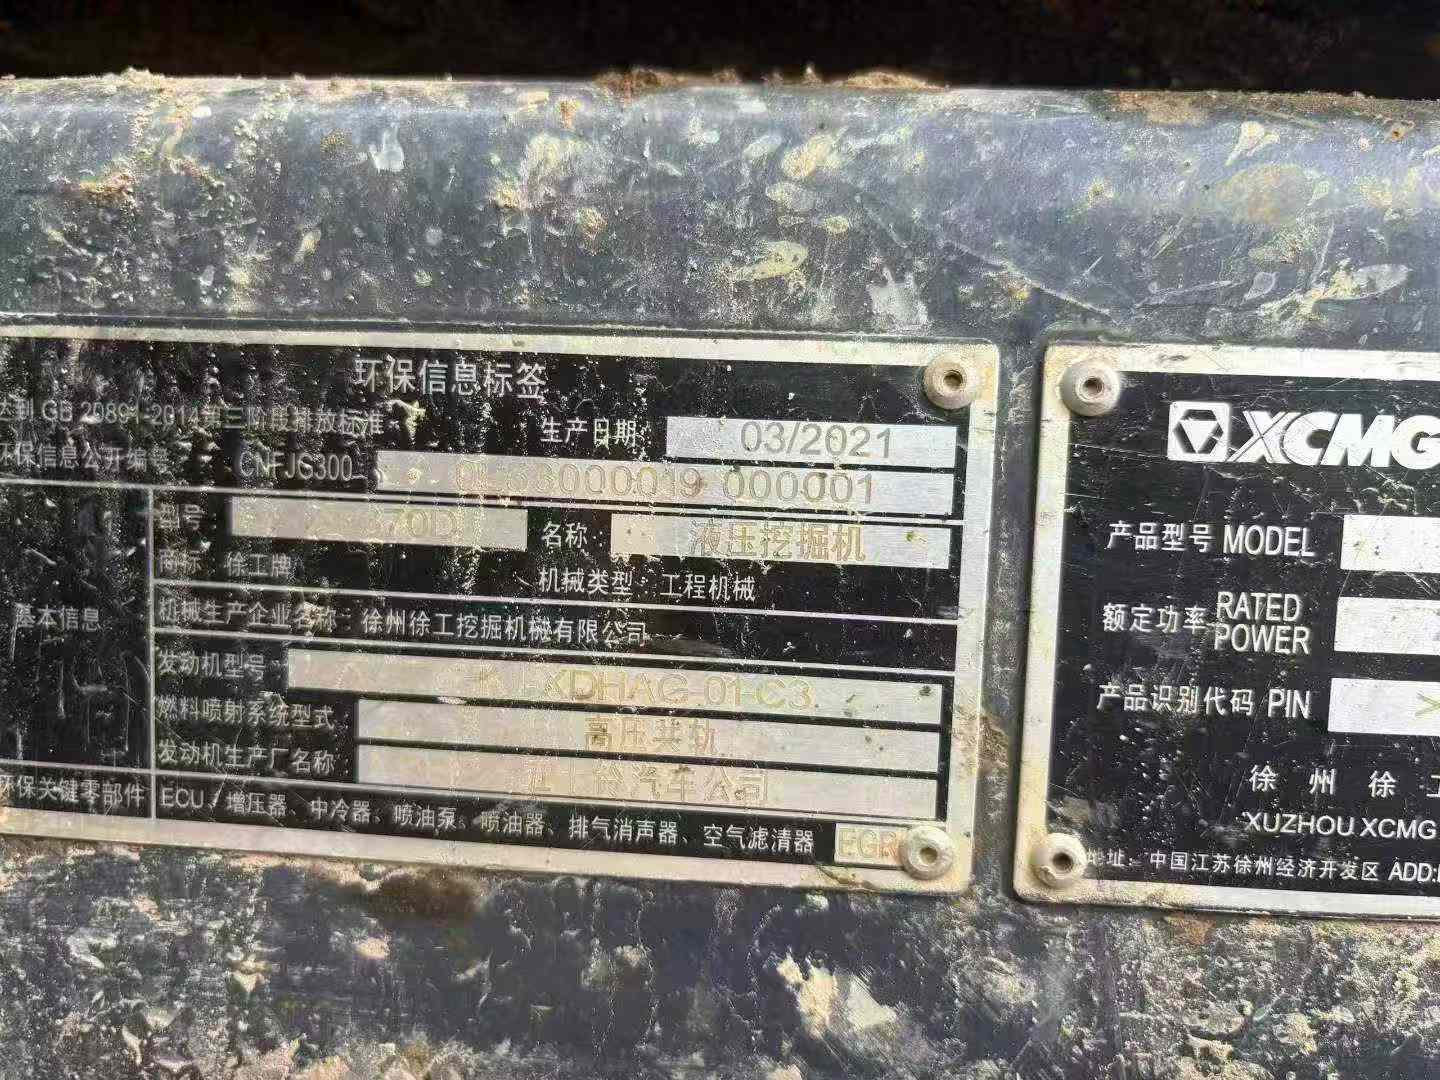 环保信息标签
达到 GB 20891-2014第三阶段排放标准
生产日期: 03/2021
环保信息公开编号 CNFJG300 000001
型号: 370D 名称: 液压挖掘机
商标: 徐工牌 机械类型: 工程机械
基本信息
机械生产企业名称: 徐州徐工挖掘机械有限公司
发动机型号 XDHAG-01-C3
燃料喷射系统型式 高压共轨
发动机生产厂名称 五十铃汽车公司
环保关键零部件 ECU、增压器、中冷器、喷油泵、喷油器、排气消声器、空气滤清器 EGR
XCMG
产品型号 MODEL
额定功率 RATED POWER
产品识别代码 PIN
徐 州 徐 工
XUZHOU XCMG
地址: 中国江苏徐州经济开发区 ADD: